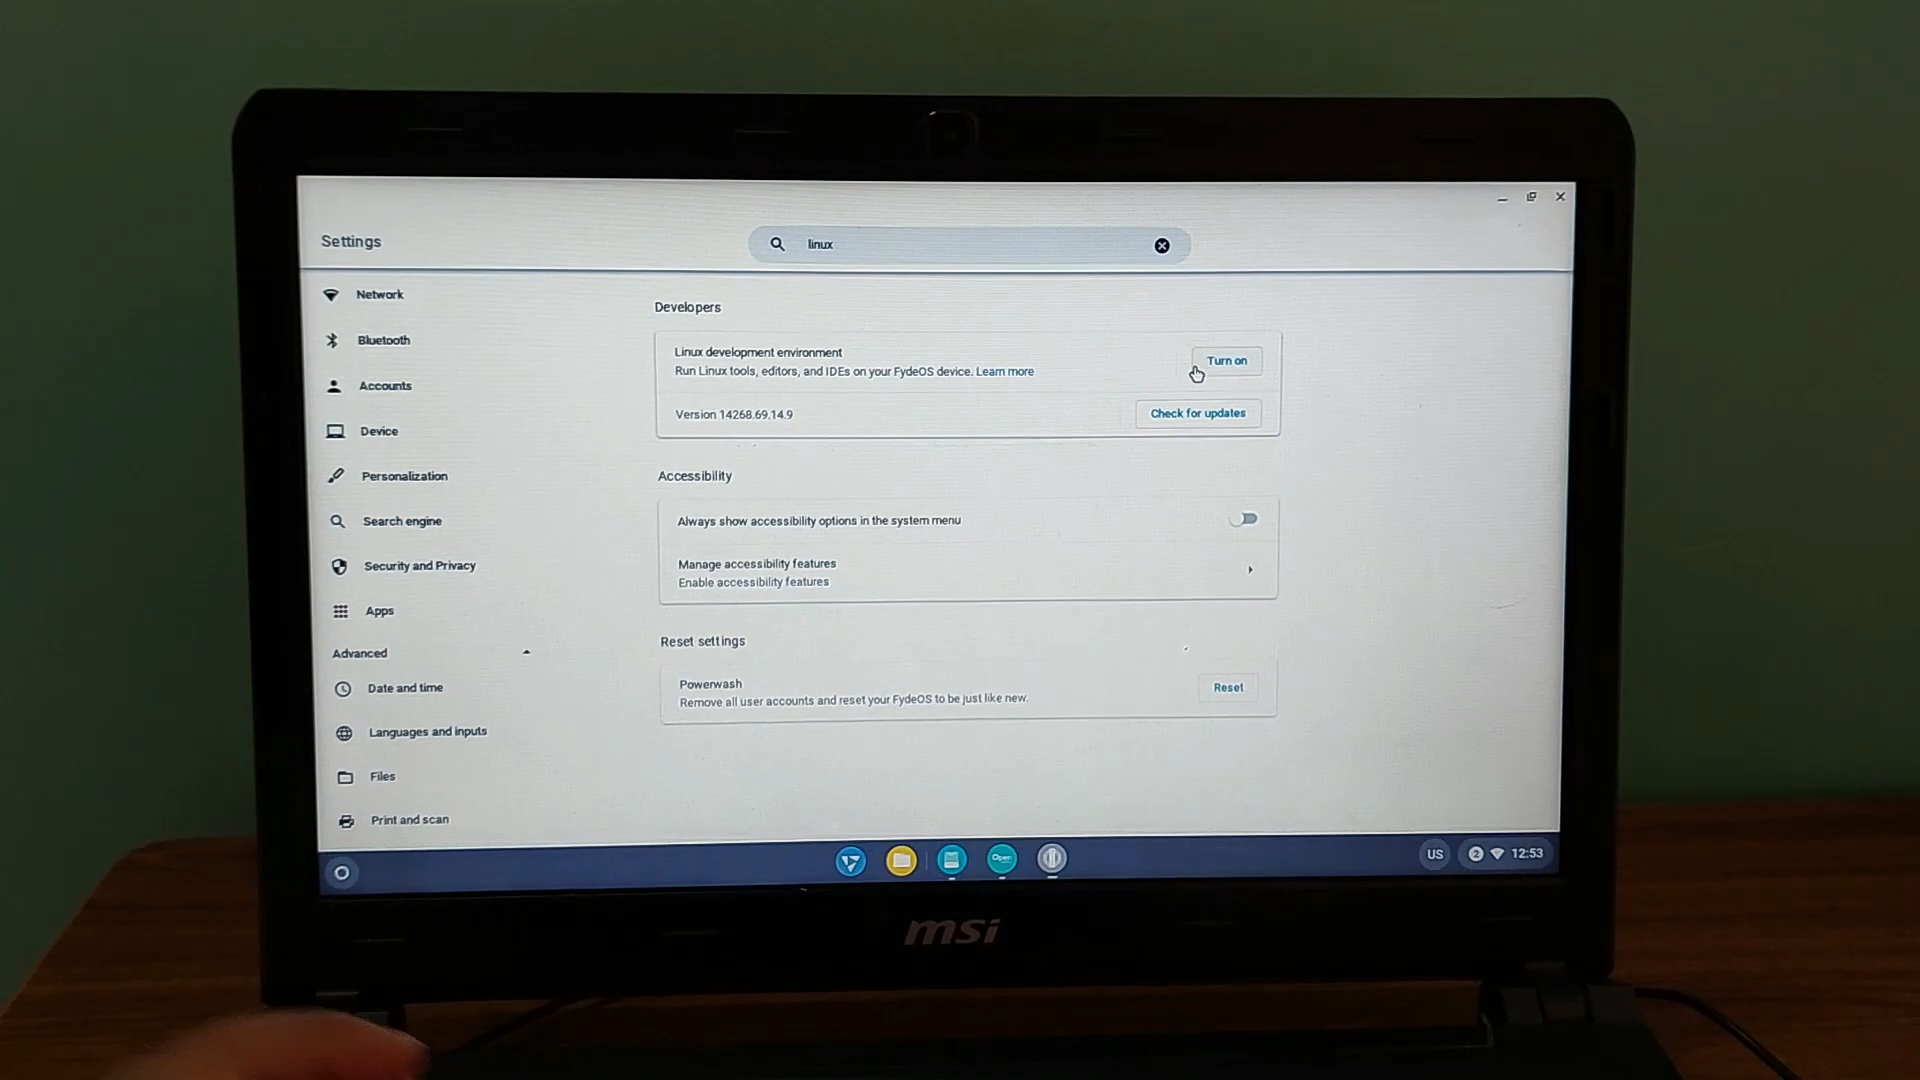 Settings
linux
Network
Bluetooth
Accounts
Device
Personalization
Search engine
Security and Privacy
Apps
Advanced
Date and time
Languages and inputs
Files
Print and scan
Developers
Linux development environment
Run Linux tools, editors, and IDEs on your FydeOS device. Learn more
Turn on
Version 14268.69.14.9
Check for updates
Accessibility
Always show accessibility options in the system menu
Manage accessibility features
Enable accessibility features
Reset settings
Powerwash
Remove all user accounts and reset your FydeOS to be just like new.
Reset
Open
US
2
12:53
msi